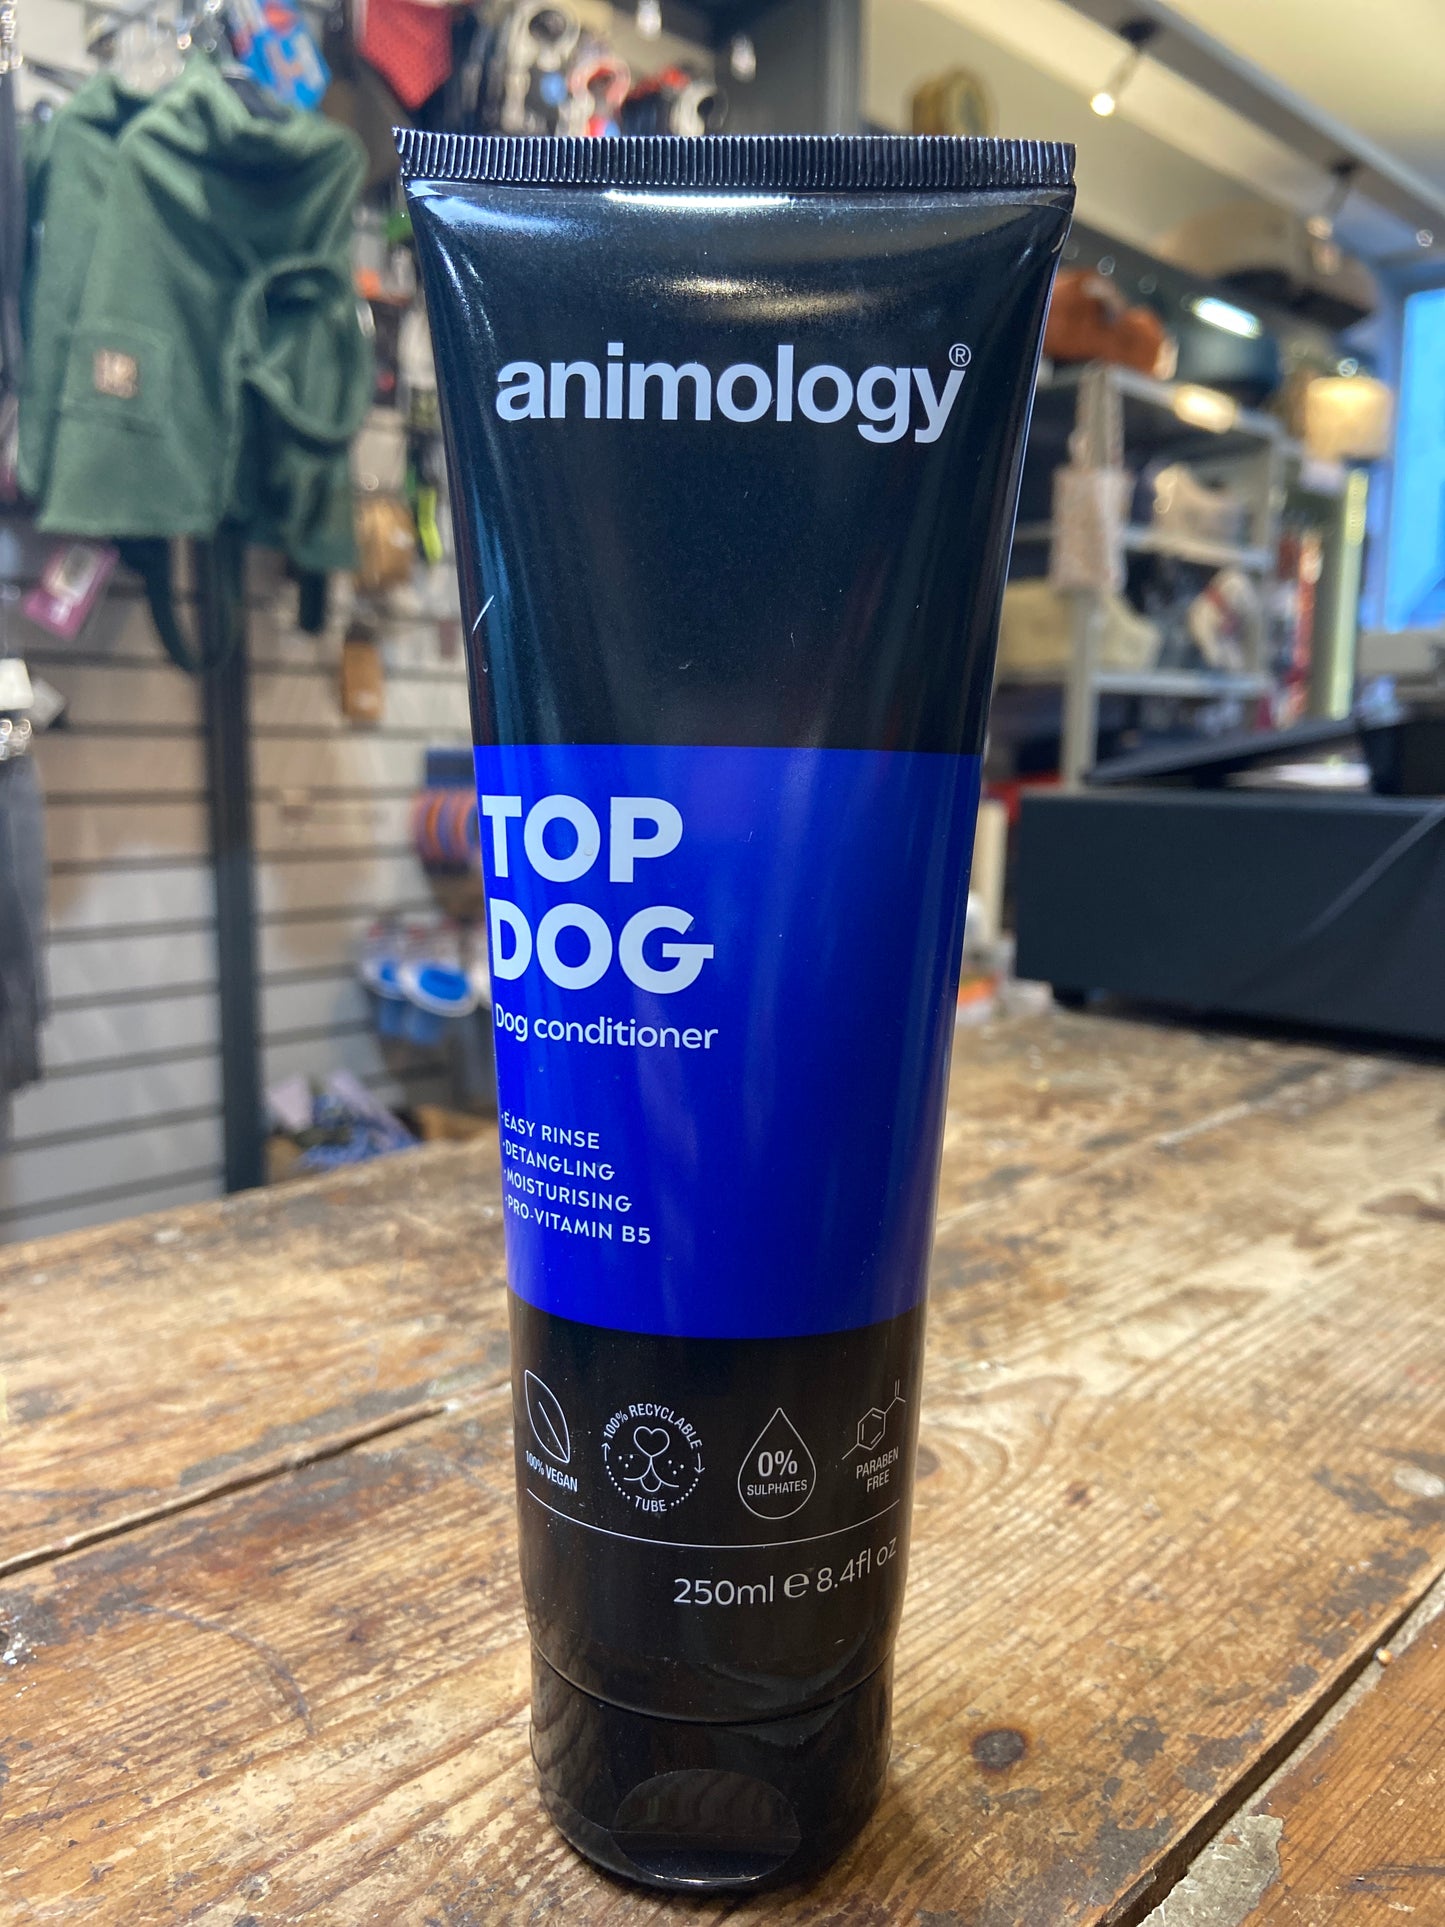 animology®
TOP
DOG
Dog conditioner
·EASY RINSE
·DETANGLING
·MOISTURISING
·PRO-VITAMIN B5
100% VEGAN
100% RECYCLABLE
TUBE
0%
SULPHATES
PARABEN
FREE
250ml e 8.4fl oz